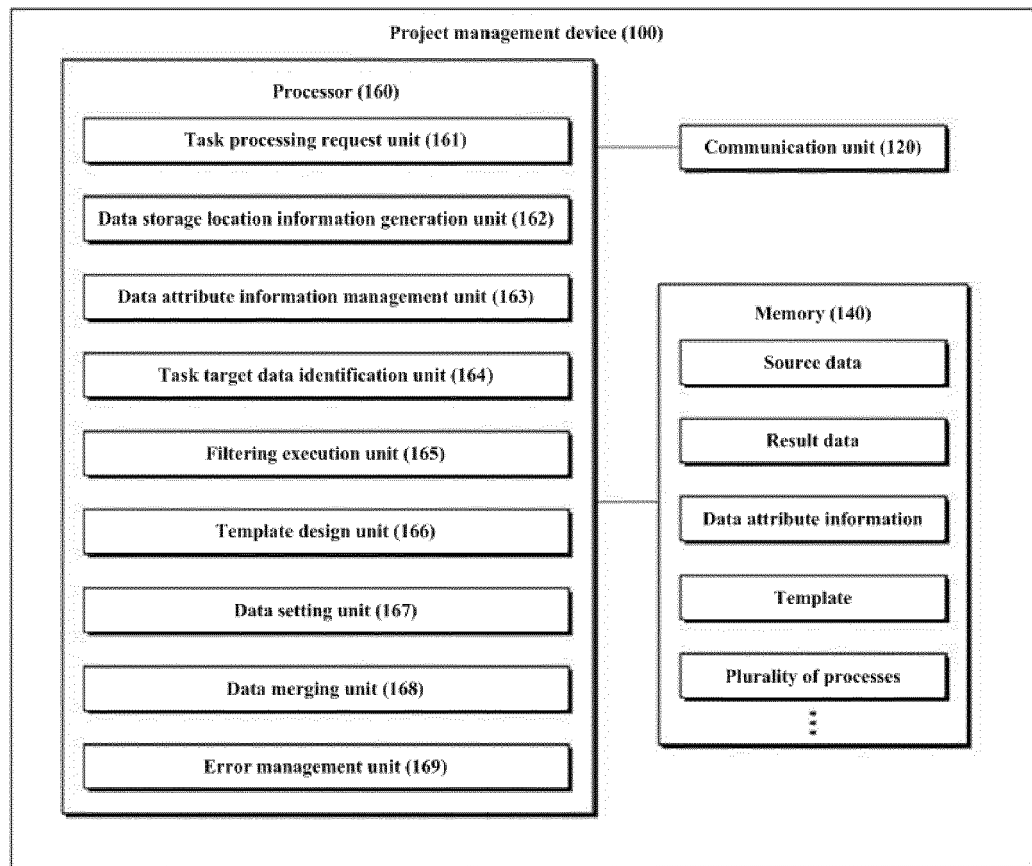 Project management device (100)
Processor (160)
Task processing request unit (161)
Data storage location information generation unit (162)
Data attribute information management unit (163)
Task target data identification unit (164)
Filtering execution unit (165)
Template design unit (166)
Data setting unit (167)
Data merging unit (168)
Error management unit (169)
Communication unit (120)
Memory (140)
Source data
Result data
Data attribute information
Template
Plurality of processes